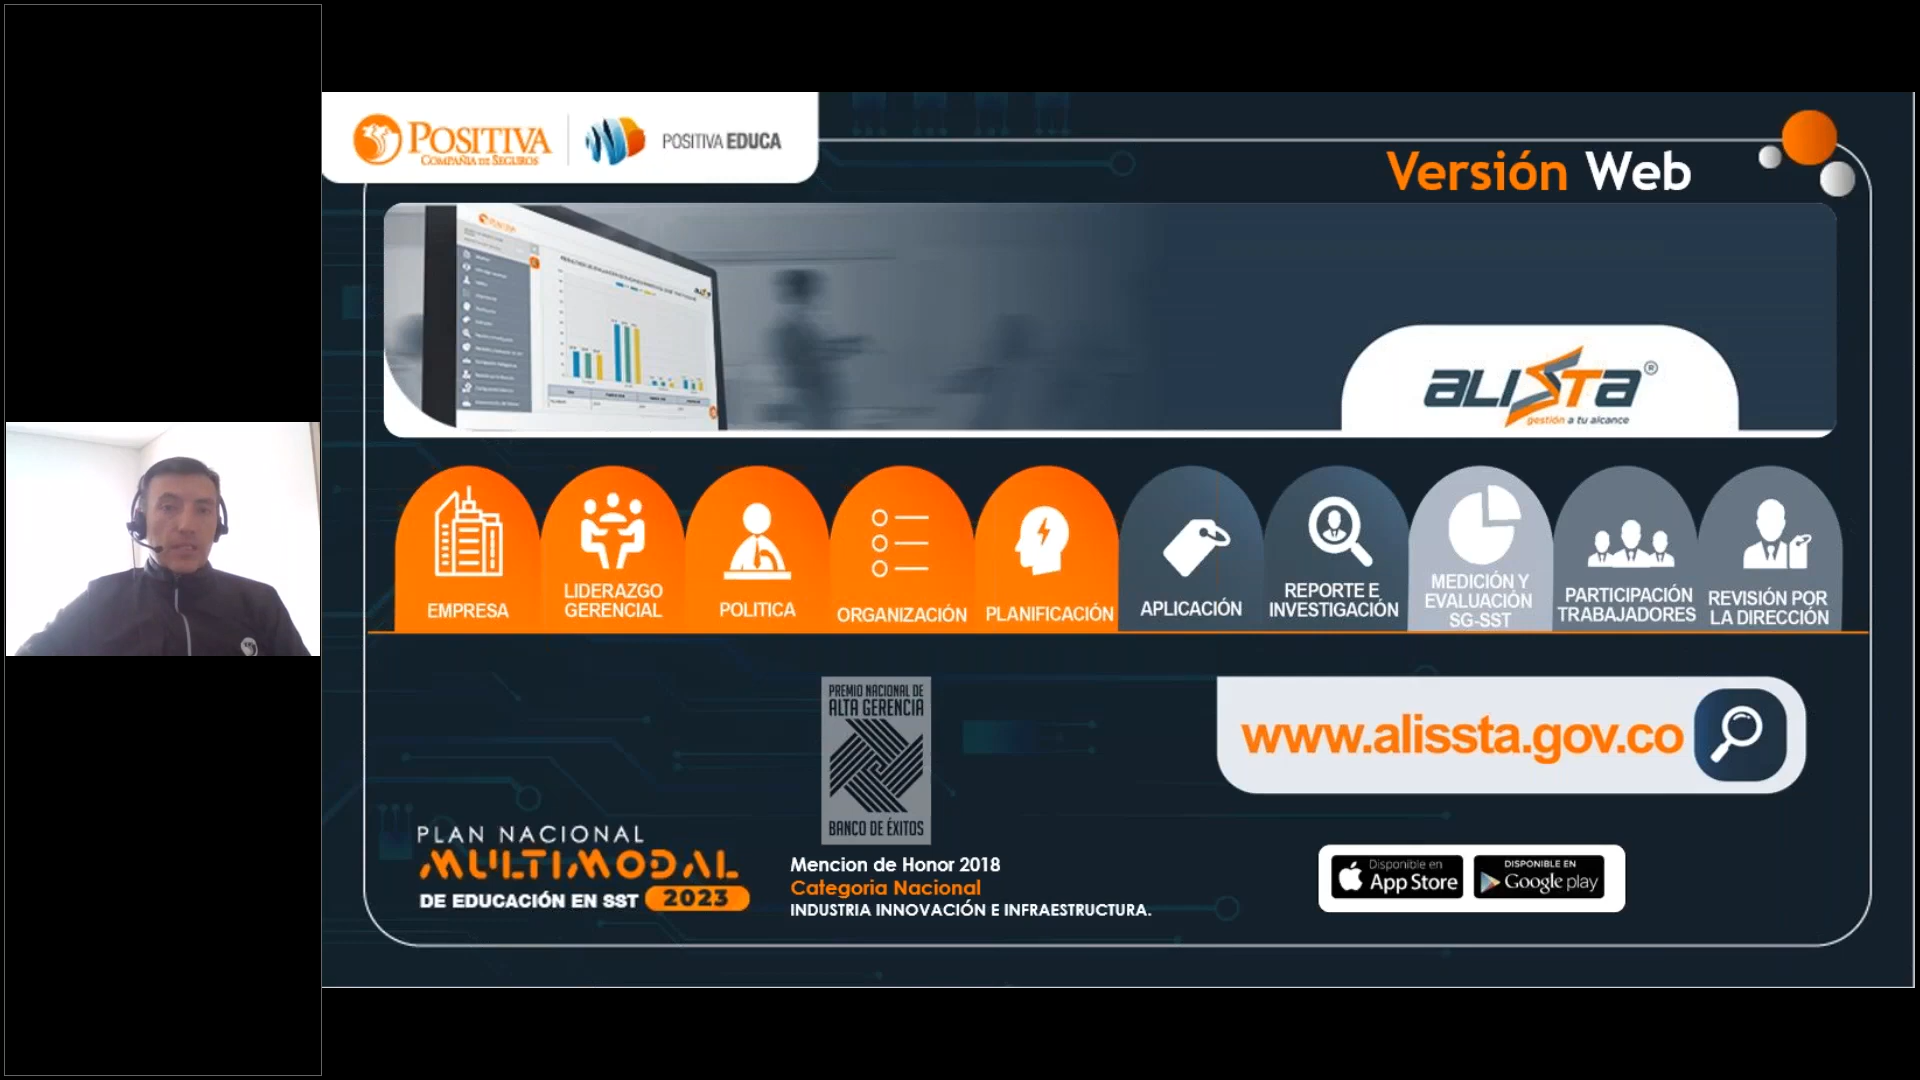 POSITIVA
COMPAÑIA DE SEGUROS
POSITIVA EDUCA
Versión Web
POSITIVA
ALISSTA®
gestión a tu alcance
EMPRESA
LIDERAZGO
GERENCIAL
POLITICA
ORGANIZACIÓN
PLANIFICACIÓN
APLICACIÓN
REPORTE E
INVESTIGACIÓN
MEDICIÓN Y
EVALUACIÓN
SG-SST
PARTICIPACIÓN
TRABAJADORES
REVISIÓN POR
LA DIRECCIÓN
PREMIO NACIONAL DE
ALTA GERENCIA
BANCO DE ÉXITOS
www.alissta.gov.co
PLAN NACIONAL
MULTIMODAL
DE EDUCACIÓN EN SST 2023
Mencion de Honor 2018
Categoria Nacional
INDUSTRIA INNOVACIÓN E INFRAESTRUCTURA.
Disponible en
App Store
DISPONIBLE EN
Google play